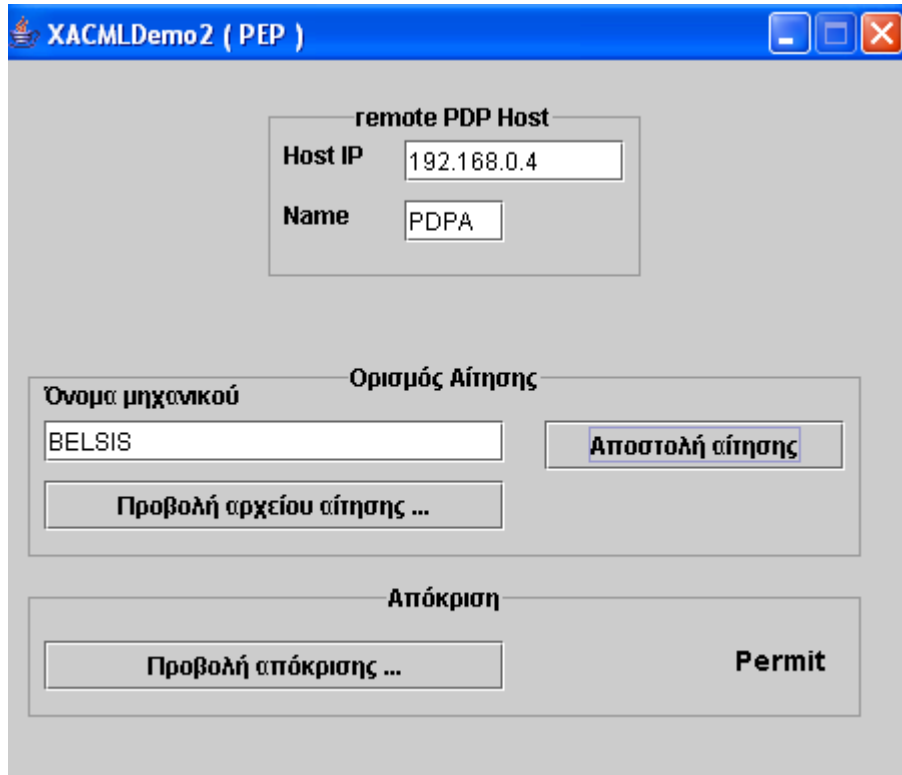 XACMLDemo2 ( PEP )
remote PDP Host
Host IP
192.168.0.4
Name
PDPA
Ορισμός Αίτησης
Όνομα μηχανικού
BELSIS
Αποστολή αίτησης
Προβολή αρχείου αίτησης ...
Απόκριση
Προβολή απόκρισης ...
Permit